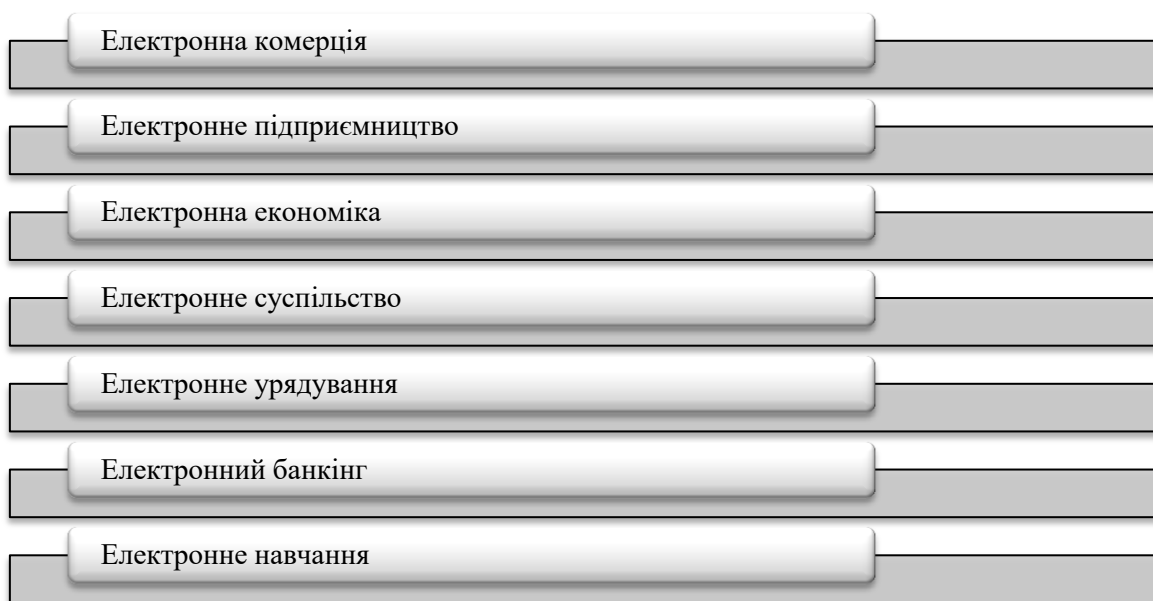 Електронна комерція
Електронне підприємництво
Електронна економіка
Електронне суспільство
Електронне урядування
Електронний банкінг
Електронне навчання